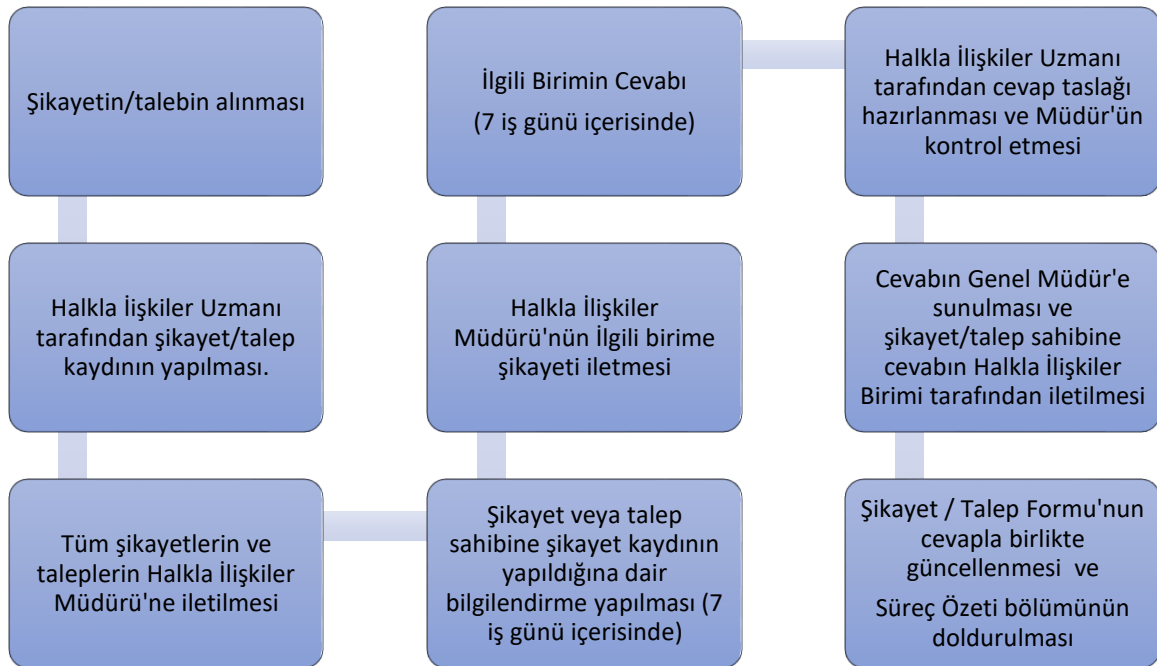 Şikayetin/talebin alınması
Halkla İişkiler Uzmanı
tarafından şikayet/talep
kaydının yapılması.
Tüm şikayetlerin ve
taleplerin Halkla İlişkiler
Müdürü'ne iletilmesi
Şikayet veya talep
sahibine şikayet kaydının
yapıldığına dair
bilgilendirme yapılması (7
iş günü içerisinde)
Halkla İlişkiler
Müdürü'nün İlgili birime
şikayeti iletmesi
İlgili Birimin Cevabı
(7 iş günü içerisinde)
Halkla İlişkiler Uzmanı
tarafından cevap taslağı
hazırlanması ve Müdür'ün
kontrol etmesi
Cevabın Genel Müdür'e
sunulması ve
şikayet/talep sahibine
cevabın Halkla İlişkiler
Birimi tarafından iletilmesi
Şikayet / Talep Formu'nun
cevapla birlikte
güncellenmesi ve
Süreç Özeti bölümünün
doldurulması